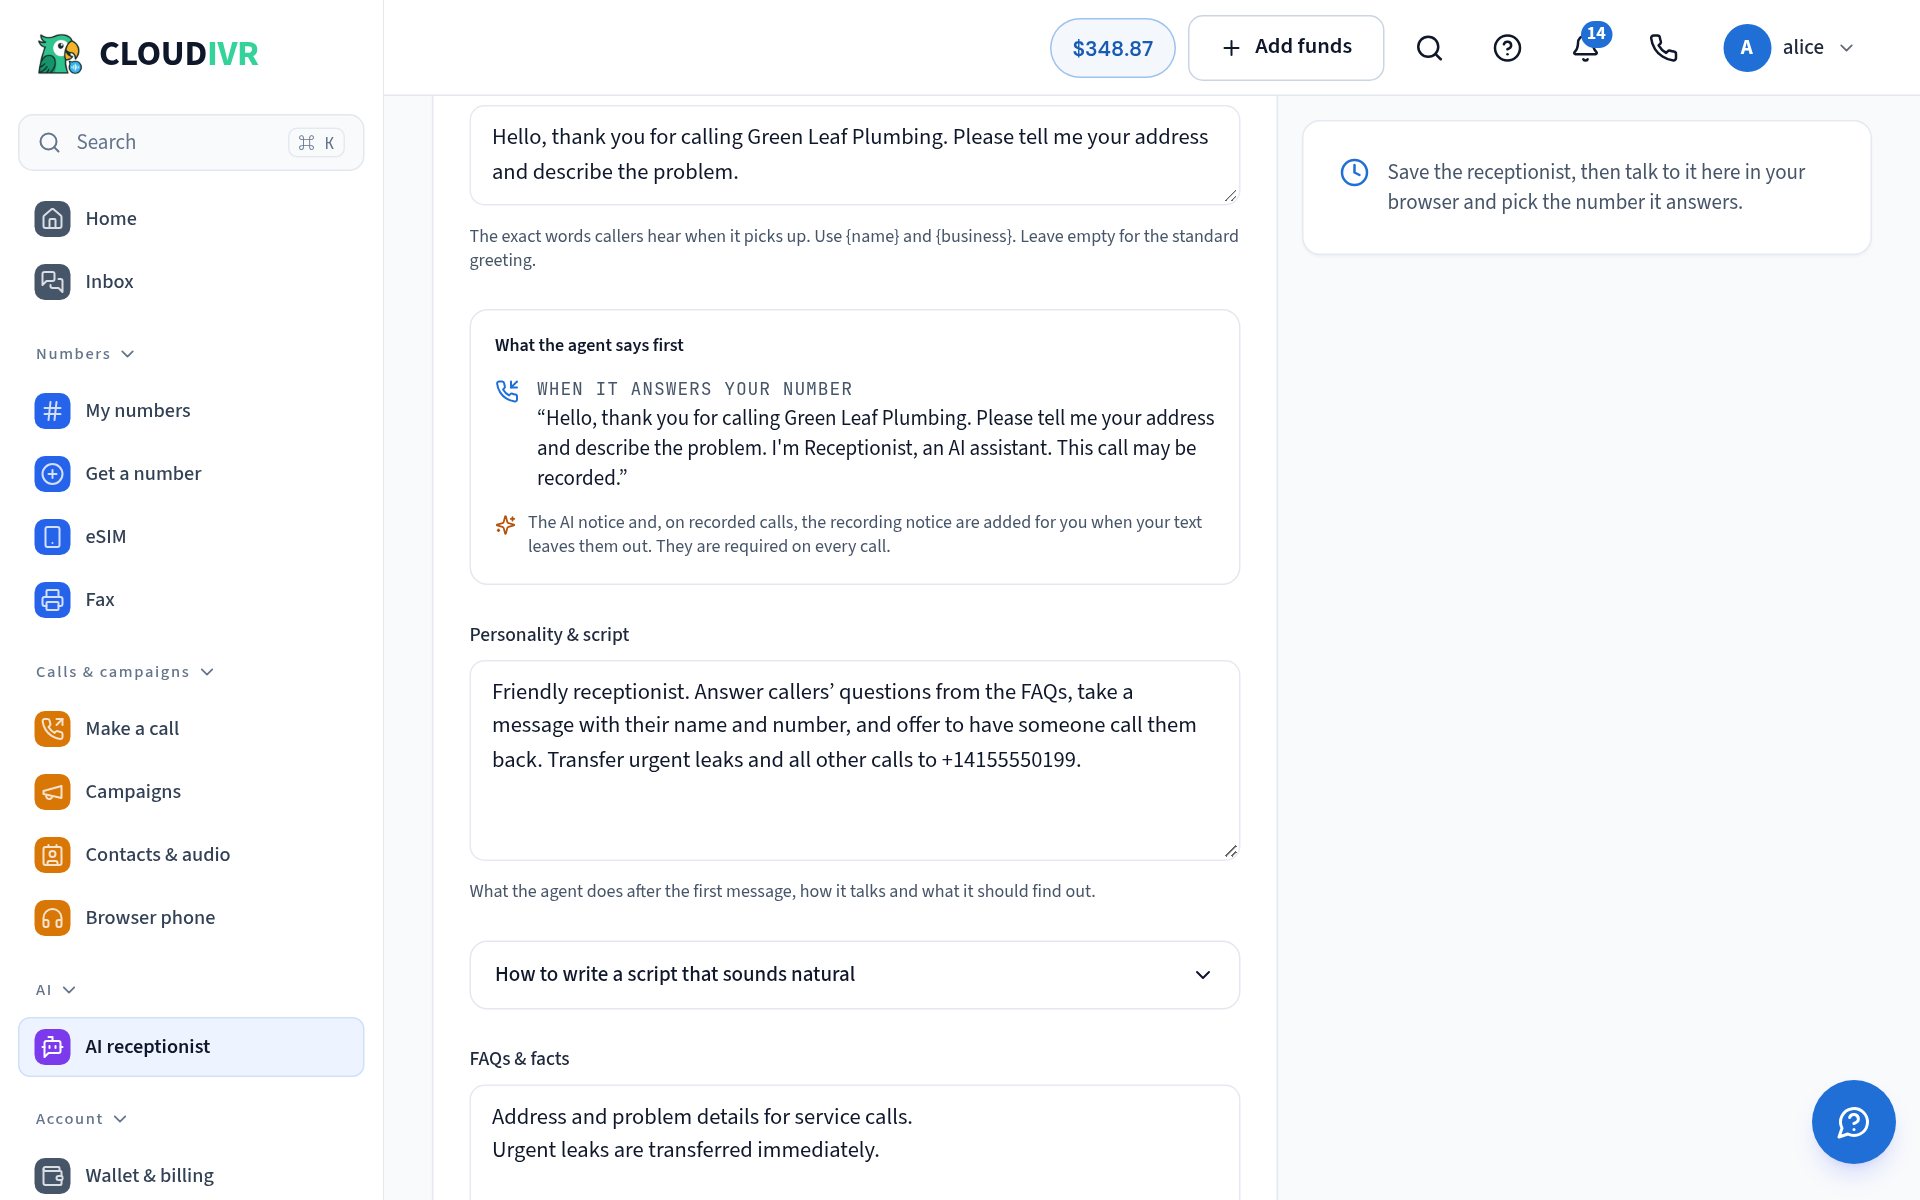 CLOUDIVR
$348.87
+ Add funds
14
A
alice
Search
⌘ K
Home
Inbox
Numbers
My numbers
Get a number
eSIM
Fax
Calls & campaigns
Make a call
Campaigns
Contacts & audio
Browser phone
AI
AI receptionist
Account
Wallet & billing
Hello, thank you for calling Green Leaf Plumbing. Please tell me your address
and describe the problem.
The exact words callers hear when it picks up. Use {name} and {business}. Leave empty for the standard
greeting.
What the agent says first
WHEN IT ANSWERS YOUR NUMBER
“Hello, thank you for calling Green Leaf Plumbing. Please tell me your address
and describe the problem. I'm Receptionist, an AI assistant. This call may be
recorded.”
The AI notice and, on recorded calls, the recording notice are added for you when your text
leaves them out. They are required on every call.
Personality & script
Friendly receptionist. Answer callers’ questions from the FAQs, take a
message with their name and number, and offer to have someone call them
back. Transfer urgent leaks and all other calls to +14155550199.
What the agent does after the first message, how it talks and what it should find out.
How to write a script that sounds natural
FAQs & facts
Address and problem details for service calls.
Urgent leaks are transferred immediately.
Save the receptionist, then talk to it here in your
browser and pick the number it answers.